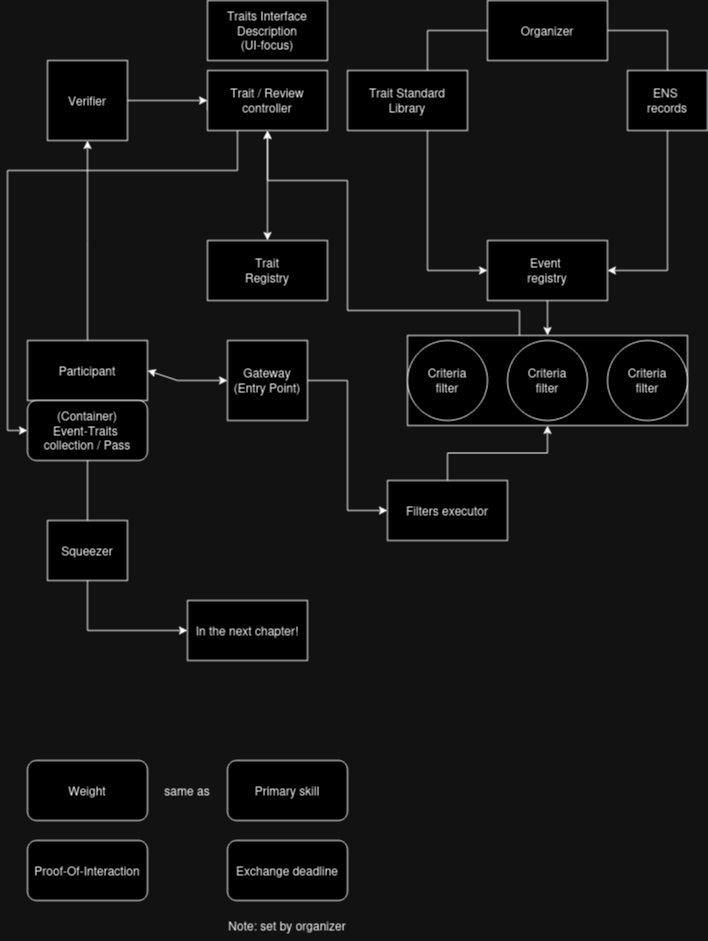 Traits Interface
Description
(UI-focus)
Organizer
Verifier
Trait / Review
controller
Trait Standard
Library
ENS
records
Trait
Registry
Event
registry
Participant
Gateway
(Entry Point)
Criteria
filter
Criteria
filter
Criteria
filter
(Container)
Event-Traits
collection / Pass
Filters executor
Squeezer
In the next chapter!
Weight
same as
Primary skill
Proof-Of-Interaction
Exchange deadline
Note: set by organizer